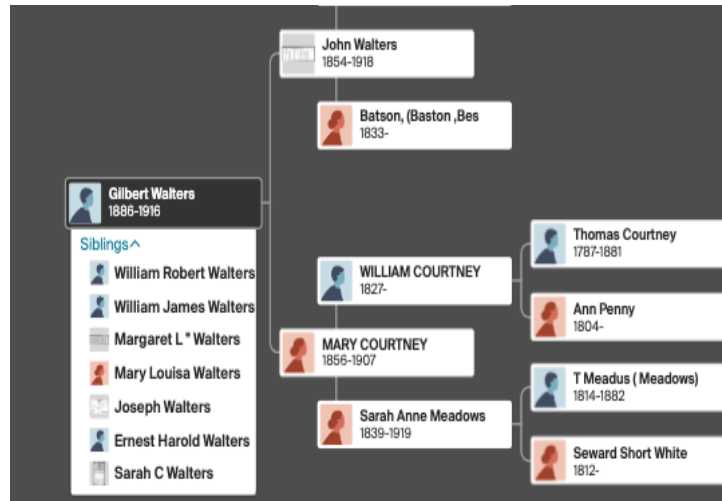 John Walters
1854-1918
Batson, (Baston ,Bes
1833-
Gilbert Walters
1886-1916
Siblings
William Robert Walters
William James Walters
Margaret L * Walters
Mary Louisa Walters
Joseph Walters
Ernest Harold Walters
Sarah C Walters
WILLIAM COURTNEY
1827-
MARY COURTNEY
1856-1907
Sarah Anne Meadows
1839-1919
Thomas Courtney
1787-1881
Ann Penny
1804-
T Meadus ( Meadows)
1814-1882
Seward Short White
1812-